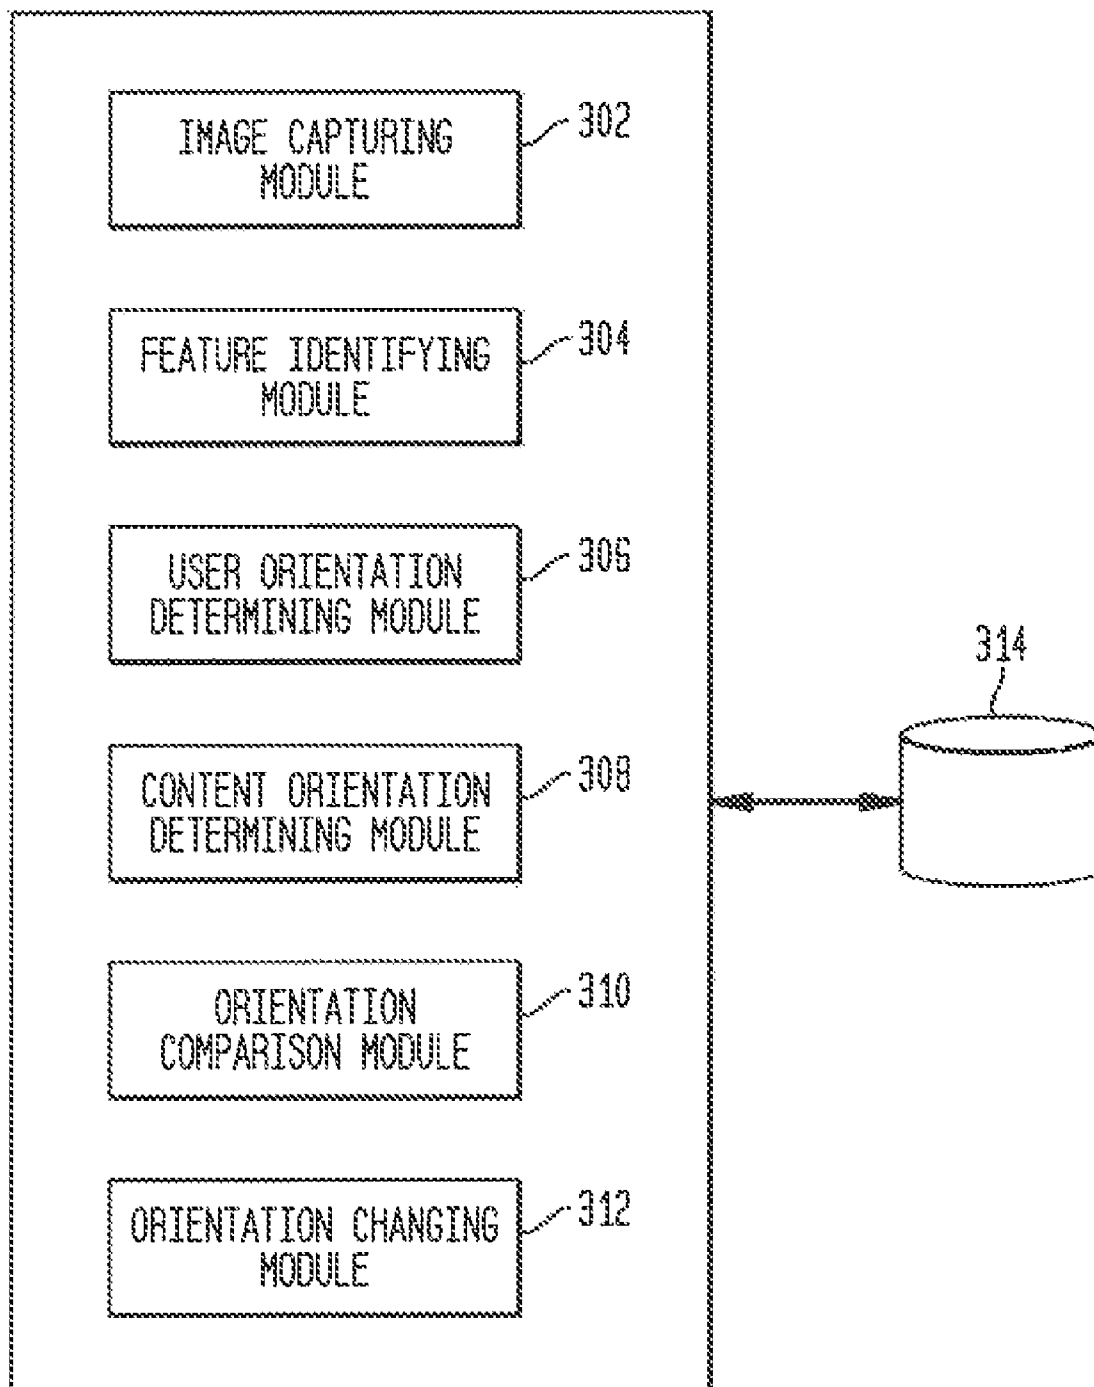 IMAGE CAPTURING
MODULE
302
FEATURE IDENTIFYING
MODULE
304
USER ORIENTATION
DETERMINING MODULE
306
314
CONTENT ORIENTATION
DETERMINING MODULE
308
ORIENTATION
COMPARISON MODULE
310
ORIENTATION CHANGING
MODULE
312